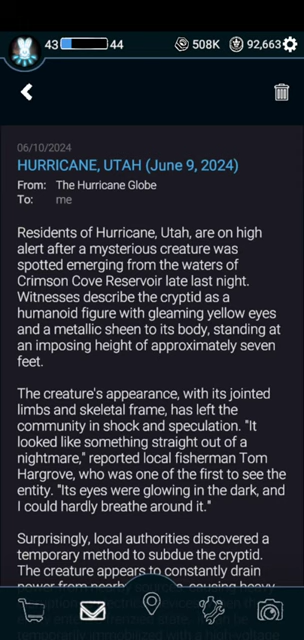 43 44 508K 92,663
06/10/2024
HURRICANE, UTAH (June 9, 2024)
From: The Hurricane Globe
To: me
Residents of Hurricane, Utah, are on high
alert after a mysterious creature was
spotted emerging from the waters of
Crimson Cove Reservoir late last night.
Witnesses describe the cryptid as a
humanoid figure with gleaming yellow eyes
and a metallic sheen to its body, standing at
an imposing height of approximately seven
feet.
The creature's appearance, with its jointed
limbs and skeletal frame, has left the
community in shock and speculation. "It
looked like something straight out of a
nightmare," reported local fisherman Tom
Hargrove, who was one of the first to see the
entity. "Its eyes were glowing in the dark, and
I could hardly breathe around it."
Surprisingly, local authorities discovered a
temporary method to subdue the cryptid.
The creature appears to constantly drain
power from nearby